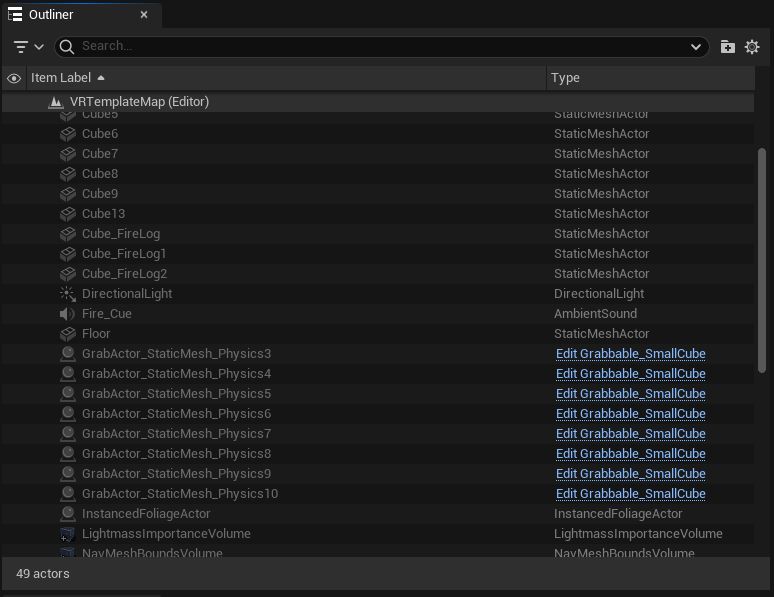 Outliner
Search...
Item Label Type
VRTemplateMap (Editor)
Cube5 StaticMeshActor
Cube6 StaticMeshActor
Cube7 StaticMeshActor
Cube8 StaticMeshActor
Cube9 StaticMeshActor
Cube13 StaticMeshActor
Cube_FireLog StaticMeshActor
Cube_FireLog1 StaticMeshActor
Cube_FireLog2 StaticMeshActor
DirectionalLight DirectionalLight
Fire_Cue AmbientSound
Floor StaticMeshActor
GrabActor_StaticMesh_Physics3 Edit Grabbable_SmallCube
GrabActor_StaticMesh_Physics4 Edit Grabbable_SmallCube
GrabActor_StaticMesh_Physics5 Edit Grabbable_SmallCube
GrabActor_StaticMesh_Physics6 Edit Grabbable_SmallCube
GrabActor_StaticMesh_Physics7 Edit Grabbable_SmallCube
GrabActor_StaticMesh_Physics8 Edit Grabbable_SmallCube
GrabActor_StaticMesh_Physics9 Edit Grabbable_SmallCube
GrabActor_StaticMesh_Physics10 Edit Grabbable_SmallCube
InstancedFoliageActor InstancedFoliageActor
LightmassImportanceVolume LightmassImportanceVolume
NavMeshBoundsVolume NavMeshBoundsVolume
49 actors